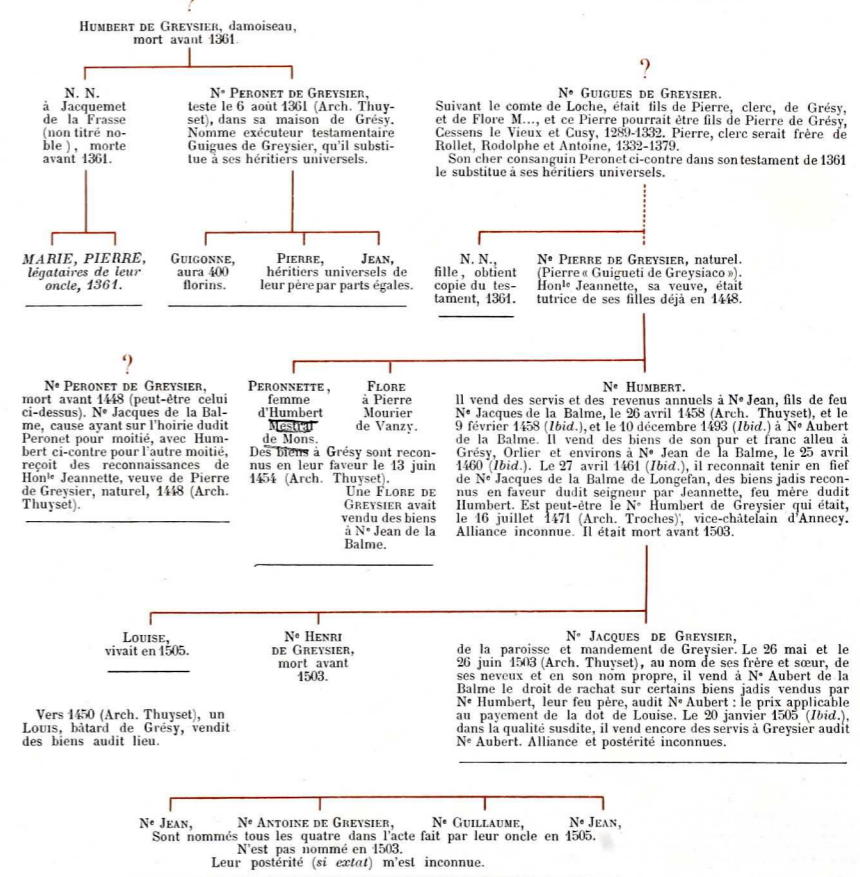 ?
HUMBERT DE GREYSIER, damoiseau,
mort avant 1361.
N. N.
à Jacquemet
de la Frasse
(non titré no-
ble), morte
avant 1361.
Nᵉ PERONET DE GREYSIER,
teste le 6 août 1361 (Arch. Thuy-
set), dans sa maison de Grésy.
Nomme exécuteur testamentaire
Guigues de Greysier, qu'il substi-
tue à ses héritiers universels.
?
Nᵉ GUIGUES DE GREYSIER.
Suivant le comte de Loche, était fils de Pierre, clerc, de Grésy,
et de Flore M..., et ce Pierre pourrait être fils de Pierre de Grésy,
Cessens le Vieux et Cusy, 1289-1332. Pierre, clerc serait frère de
Rollet, Rodolphe et Antoine, 1332-1379.
Son cher consanguin Peronet ci-contre dans son testament de 1361
le substitue à ses héritiers universels.
MARIE, PIERRE,
légataires de leur
oncle, 1361.
GUIGONNE,
aura 400
florins.
PIERRE, JEAN,
héritiers universels de
leur père par parts égales.
N. N.,
fille, obtient
copie du tes-
tament, 1361.
Nᵉ PIERRE DE GREYSIER, naturel.
(Pierre « Guigueti de Greysiaco »).
Honˡᵉ Jeannette, sa veuve, était
tutrice de ses filles déjà en 1448.
?
Nᵉ PERONET DE GREYSIER,
mort avant 1448 (peut-être celui
ci-dessus). Nᵉ Jacques de la Bal-
me, cause ayant sur l'hoirie dudit
Peronet pour moitié, avec Hum-
bert ci-contre pour l'autre moitié,
reçoit des reconnaissances de
Honˡᵉ Jeannette, veuve de Pierre
de Greysier, naturel, 1448 (Arch.
Thuyset).
PERONNETTE,
femme
d'Humbert
Mestral
de Mons.
FLORE
à Pierre
Mourier
de Vanzy.
Des biens à Grésy sont recon-
nus en leur faveur le 13 juin
1454 (Arch. Thuyset).
Une FLORE DE
GREYSIER avait
vendu des biens
à Nᵉ Jean de la
Balme.
Nᵉ HUMBERT.
Il vend des servis et des revenus annuels à Nᵉ Jean, fils de feu
Nᵉ Jacques de la Balme, le 26 avril 1458 (Arch. Thuyset), et le
9 février 1458 (Ibid.), et le 10 décembre 1493 (Ibid.) à Nᵉ Aubert
de la Balme. Il vend des biens de son pur et franc alleu à
Grésy, Orlier et environs à Nᵉ Jean de la Balme, le 25 avril
1460 (Ibid.). Le 27 avril 1461 (Ibid.), il reconnaît tenir en fief
de Nᵉ Jacques de la Balme de Longefan, des biens jadis recon-
nus en faveur dudit seigneur par Jeannette, feu mère dudit
Humbert. Est peut-être le Nᵉ Humbert de Greysier qui était,
le 16 juillet 1471 (Arch. Troches), vice-châtelain d'Annecy.
Alliance inconnue. Il était mort avant 1503.
LOUISE,
vivait en 1505.
Nᵉ HENRI
DE GREYSIER,
mort avant
1503.
Nᵉ JACQUES DE GREYSIER,
de la paroisse et mandement de Greysier. Le 26 mai et le
26 juin 1503 (Arch. Thuyset), au nom de ses frère et sœur, de
ses neveux et en son nom propre, il vend à Nᵉ Aubert de la
Balme le droit de rachat sur certains biens jadis vendus par
Nᵉ Humbert, leur feu père, audit Nᵉ Aubert : le prix applicable
au payement de la dot de Louise. Le 20 janvier 1505 (Ibid.),
dans la qualité susdite, il vend encore des servis à Greysier audit
Nᵉ Aubert. Alliance et postérité inconnues.
Vers 1450 (Arch. Thuyset), un
LOUIS, bâtard de Grésy, vendit
des biens audit lieu.
Nᵉ JEAN, Nᵉ ANTOINE DE GREYSIER, Nᵉ GUILLAUME, Nᵉ JEAN,
Sont nommés tous les quatre dans l'acte fait par leur oncle en 1505.
N'est pas nommé en 1503.
Leur postérité (si extat) m'est inconnue.